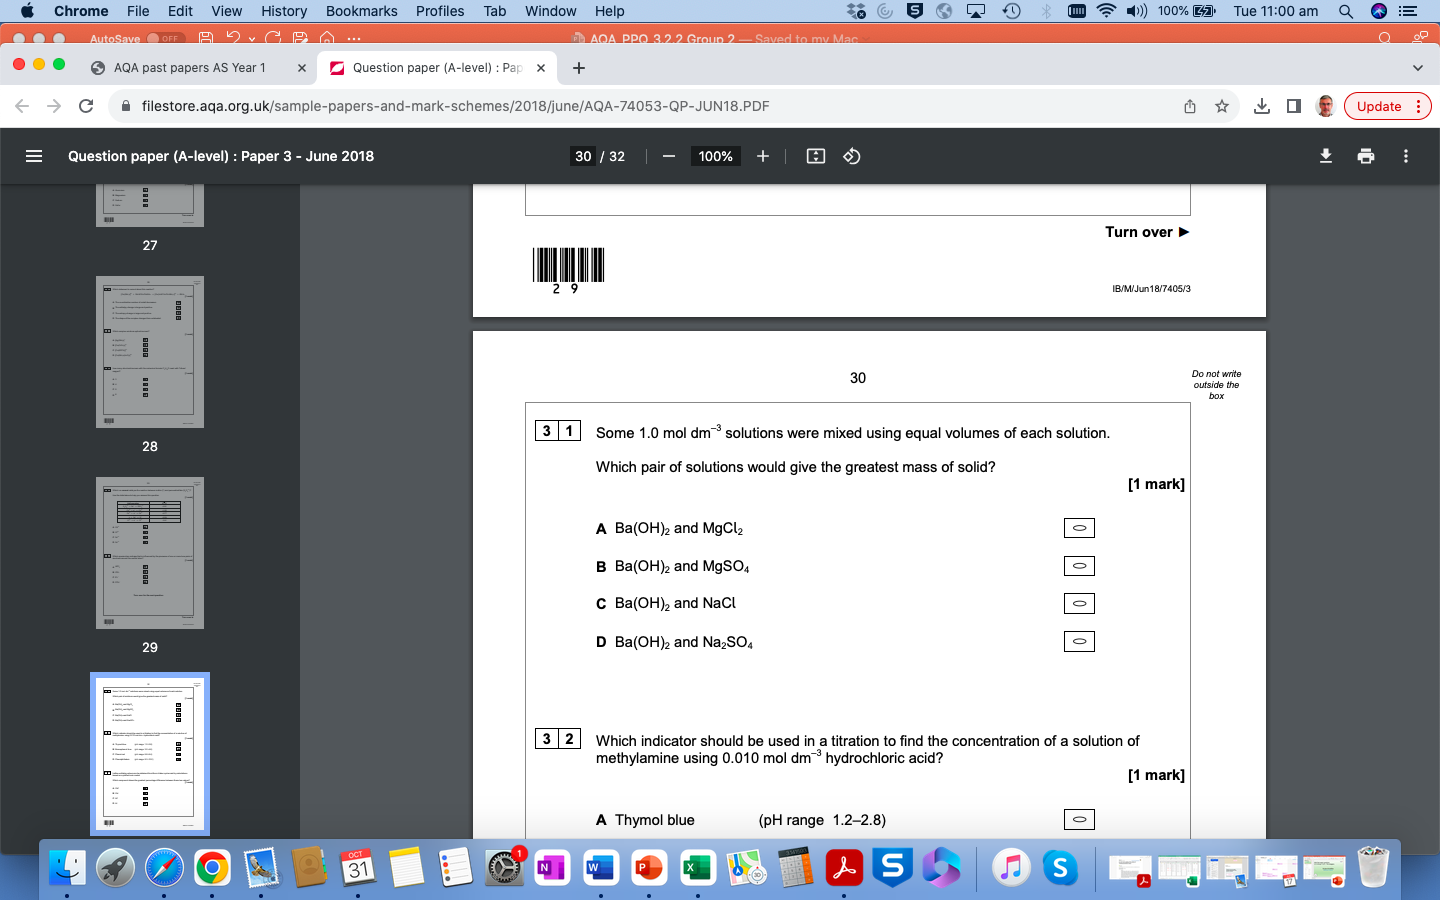 Chrome File Edit View History Bookmarks Profiles Tab Window Help 100% Tue 11:00 am
AutoSave OFF AQA PPQ 3.2.2 Group 2 — Saved to my Mac
AQA past papers AS Year 1 Question paper (A-level) : Pap
filestore.aqa.org.uk/sample-papers-and-mark-schemes/2018/june/AQA-74053-QP-JUN18.PDF Update
Question paper (A-level) : Paper 3 - June 2018 30 / 32 100%
27
28
29
Turn over
2 9
IB/M/Jun18/7405/3
30
Do not write
outside the
box
3 1 Some 1.0 mol dm⁻³ solutions were mixed using equal volumes of each solution.
Which pair of solutions would give the greatest mass of solid?
[1 mark]
A Ba(OH)₂ and MgCl₂
B Ba(OH)₂ and MgSO₄
C Ba(OH)₂ and NaCl
D Ba(OH)₂ and Na₂SO₄
3 2 Which indicator should be used in a titration to find the concentration of a solution of
methylamine using 0.010 mol dm⁻³ hydrochloric acid?
[1 mark]
A Thymol blue (pH range 1.2–2.8)
OCT
31
1